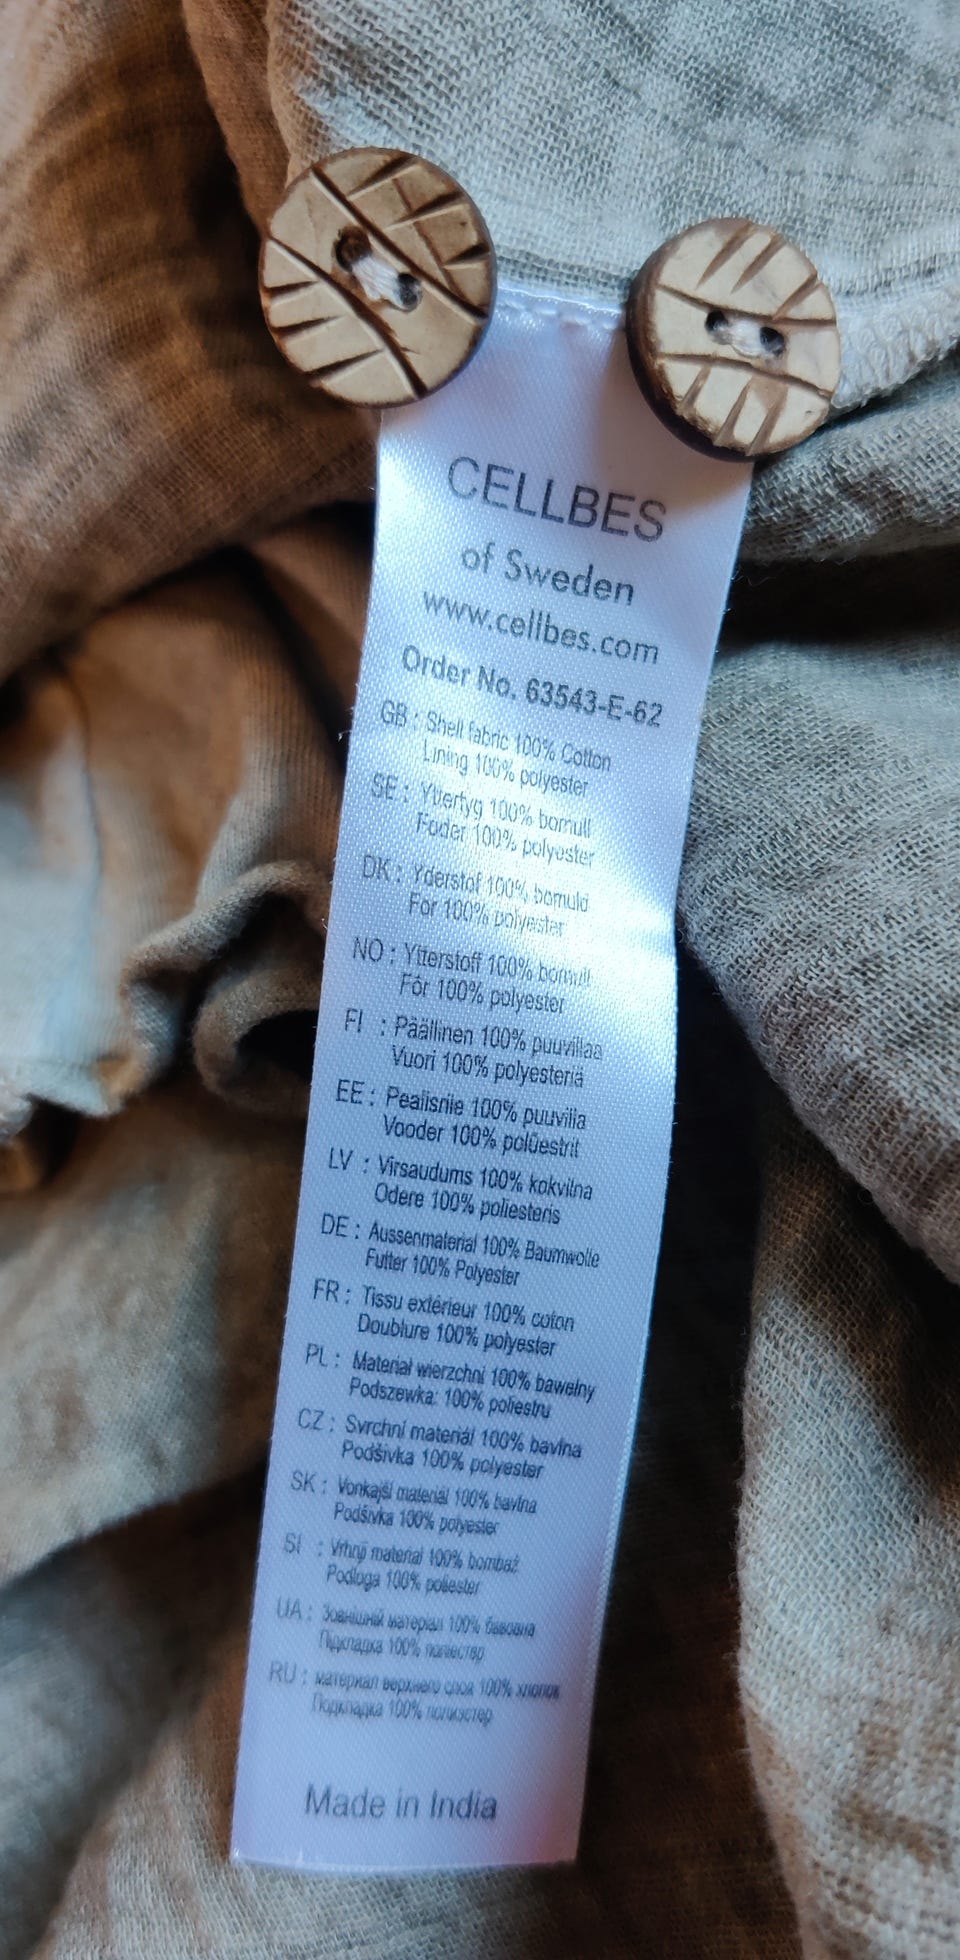 CELLBES
of Sweden
www.cellbes.com
Order No. 63543-E-62
GB : Shell fabric 100% Cotton
Lining 100% polyester
SE : Yttertyg 100% bomull
Foder 100% polyester
DK : Yderstof 100% bomuld
For 100% polyester
NO : Ytterstoff 100% bomull
Fôr 100% polyester
FI : Päällinen 100% puuvillaa
Vuori 100% polyesteriä
EE : Pealisriie 100% puuvilla
Vooder 100% polüestrit
LV : Virsaudums 100% kokvilna
Odere 100% poliesteris
DE : Aussenmaterial 100% Baumwolle
Futter 100% Polyester
FR : Tissu extérieur 100% coton
Doublure 100% polyester
PL : Materiał wierzchni 100% bawełny
Podszewka: 100% poliestru
CZ : Svrchní materiál 100% bavlna
Podšívka 100% polyester
SK : Vonkajší materiál 100% bavlna
Podšívka 100% polyester
SI : Vrhnji material 100% bombaž
Podloga 100% poliester
UA : Зовнішній матеріал 100% бавовна
Підкладка 100% поліестер
RU : материал верхнего слоя 100% хлопок
Подкладка 100% полиэстер
Made in India